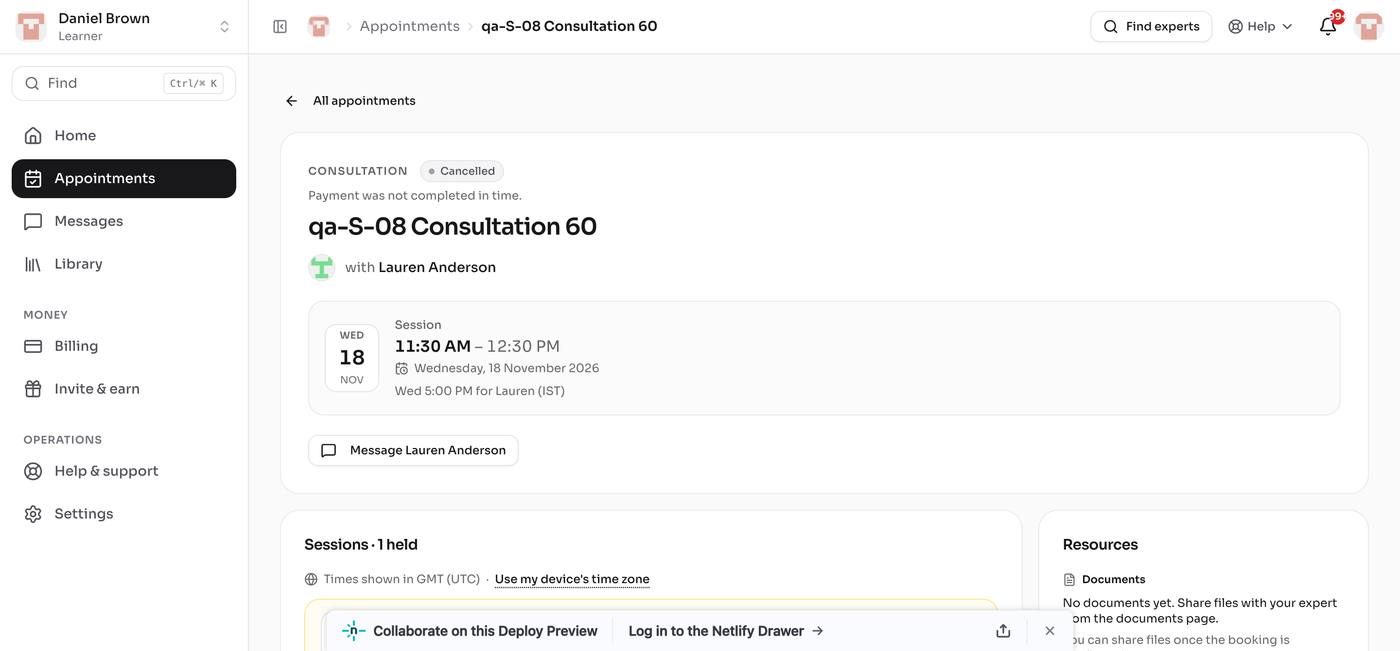 Daniel Brown
Learner
Find
Ctrl/⌘ K
Home
Appointments
Messages
Library
MONEY
Billing
Invite & earn
OPERATIONS
Help & support
Settings
Appointments
qa-S-08 Consultation 60
Find experts
Help
99+
All appointments
CONSULTATION
Cancelled
Payment was not completed in time.
qa-S-08 Consultation 60
with Lauren Anderson
WED
18
NOV
Session
11:30 AM – 12:30 PM
Wednesday, 18 November 2026
Wed 5:00 PM for Lauren (IST)
Message Lauren Anderson
Sessions · 1 held
Times shown in GMT (UTC) · Use my device's time zone
Resources
Documents
No documents yet. Share files with your expert
from the documents page.
You can share files once the booking is
Collaborate on this Deploy Preview
Log in to the Netlify Drawer →